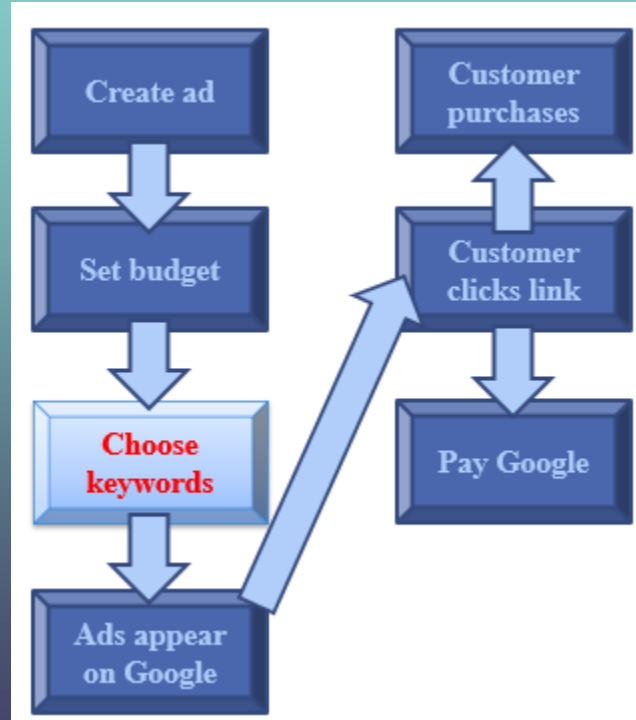 Create ad
Set budget
Choose
keywords
Ads appear
on Google
Customer
purchases
Customer
clicks link
Pay Google